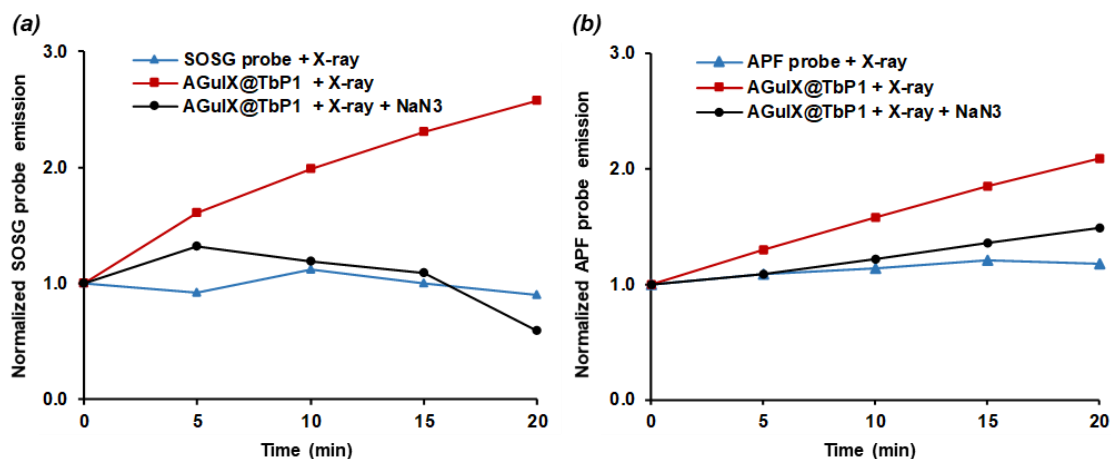 (a)
SOSG probe + X-ray
AGuIX@TbP1 + X-ray
AGuIX@TbP1 + X-ray + NaN3
3.0
2.0
1.0
0.0
Normalized SOSG probe emission
0 5 10 15 20
Time (min)
(b)
APF probe + X-ray
AGuIX@TbP1 + X-ray
AGuIX@TbP1 + X-ray + NaN3
3.0
2.0
1.0
0.0
Normalized APF probe emission
0 5 10 15 20
Time (min)